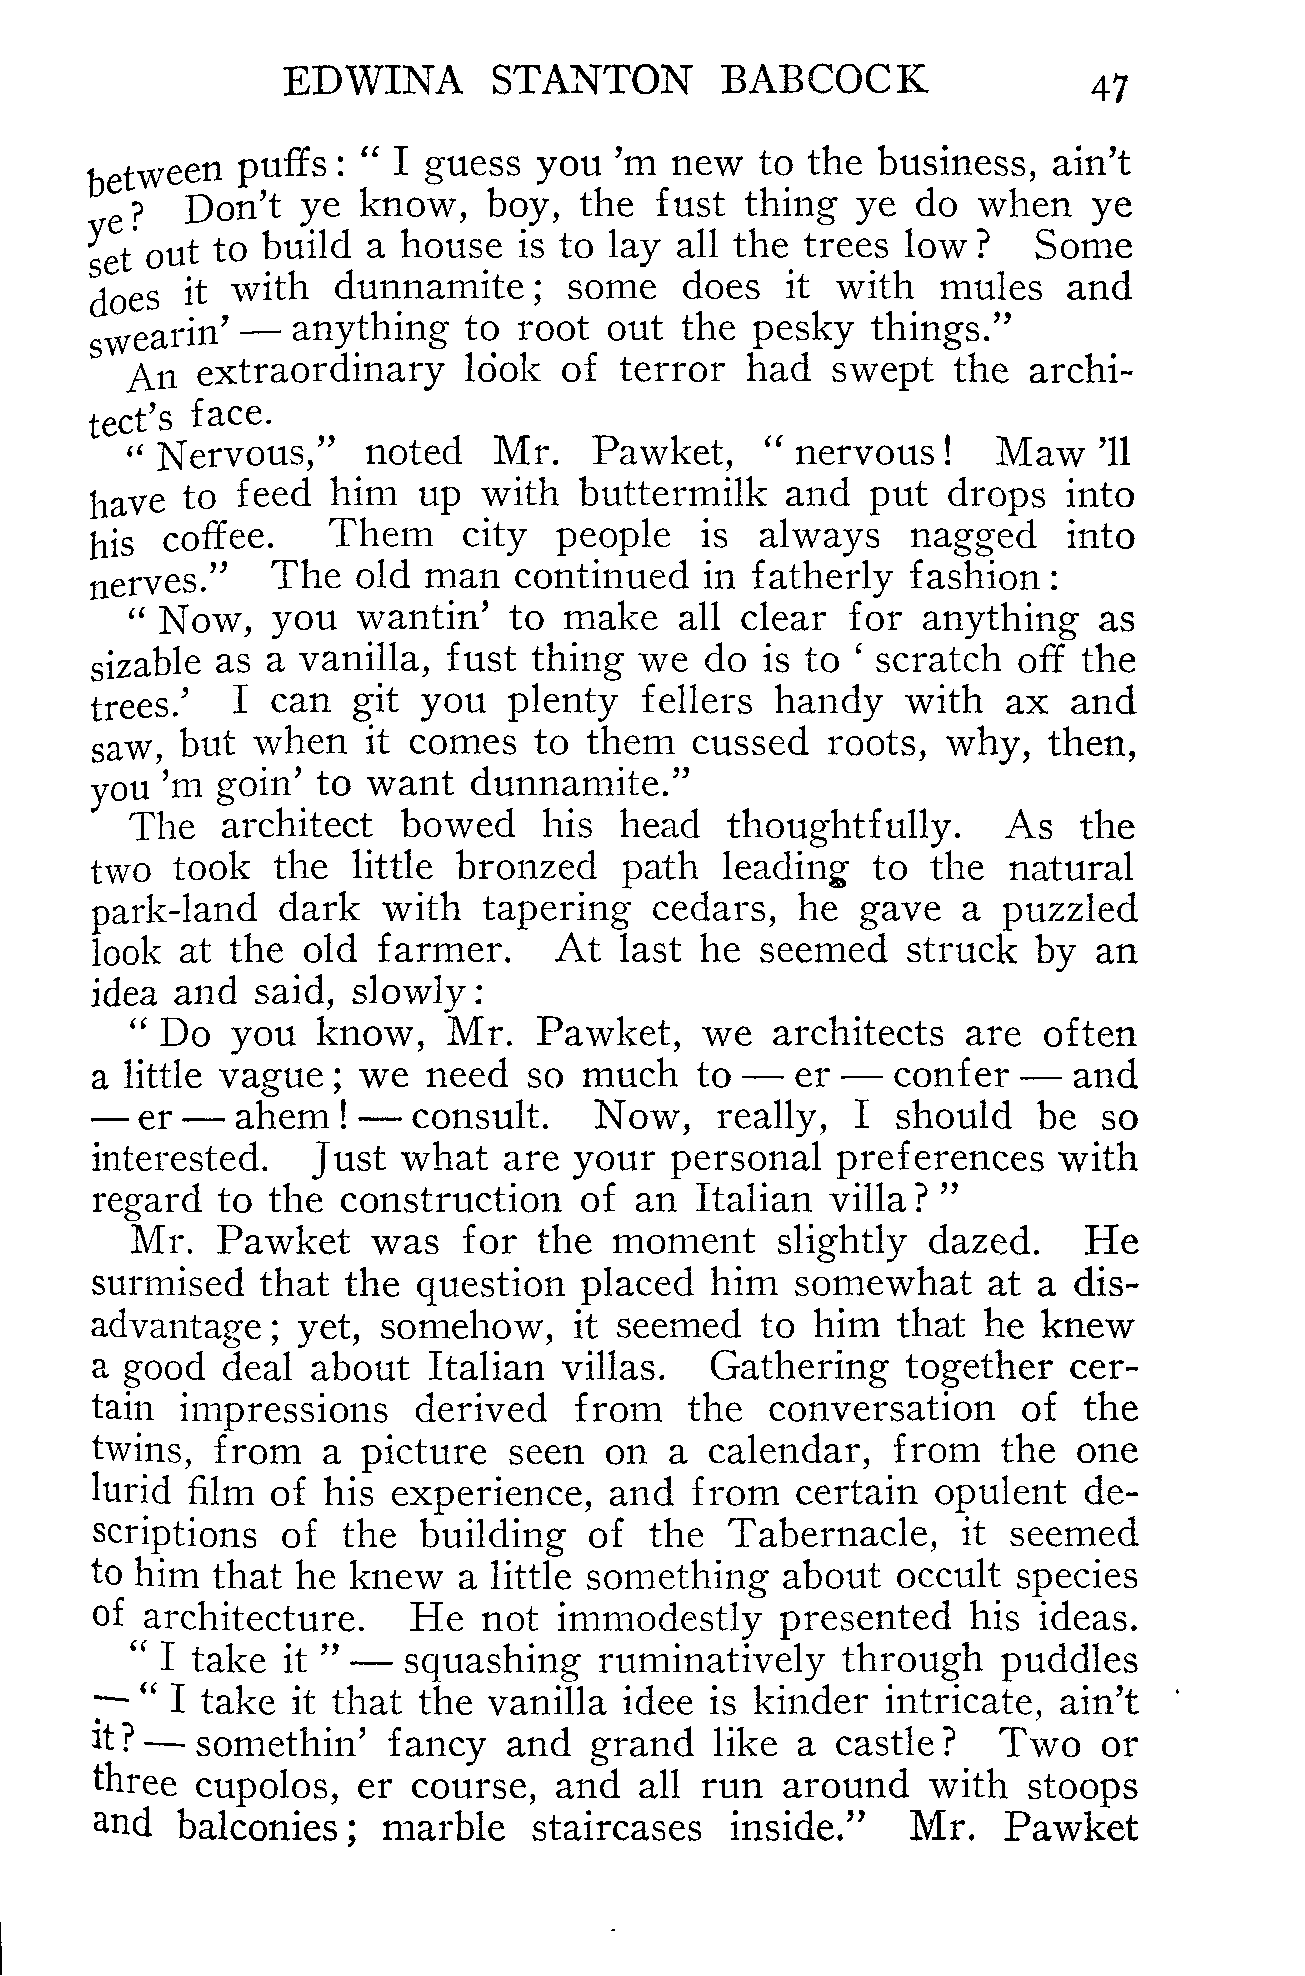 EDWINA STANTON BABCOCK 47
between puffs: " I guess you 'm new to the business, ain't
ye? Don't ye know, boy, the fust thing ye do when ye
set out to build a house is to lay all the trees low? Some
does it with dunnamite; some does it with mules and
swearin' — anything to root out the pesky things."
An extraordinary look of terror had swept the archi-
tect's face.
" Nervous," noted Mr. Pawket, " nervous! Maw 'll
have to feed him up with buttermilk and put drops into
his coffee. Them city people is always nagged into
nerves." The old man continued in fatherly fashion:
" Now, you wantin' to make all clear for anything as
sizable as a vanilla, fust thing we do is to ' scratch off the
trees.' I can git you plenty fellers handy with ax and
saw, but when it comes to them cussed roots, why, then,
you 'm goin' to want dunnamite."
The architect bowed his head thoughtfully. As the
two took the little bronzed path leading to the natural
park-land dark with tapering cedars, he gave a puzzled
look at the old farmer. At last he seemed struck by an
idea and said, slowly:
" Do you know, Mr. Pawket, we architects are often
a little vague; we need so much to — er — confer — and
— er — ahem! — consult. Now, really, I should be so
interested. Just what are your personal preferences with
regard to the construction of an Italian villa? "
Mr. Pawket was for the moment slightly dazed. He
surmised that the question placed him somewhat at a dis-
advantage; yet, somehow, it seemed to him that he knew
a good deal about Italian villas. Gathering together cer-
tain impressions derived from the conversation of the
twins, from a picture seen on a calendar, from the one
lurid film of his experience, and from certain opulent de-
scriptions of the building of the Tabernacle, it seemed
to him that he knew a little something about occult species
of architecture. He not immodestly presented his ideas.
" I take it " — squashing ruminatively through puddles
— " I take it that the vanilla idee is kinder intricate, ain't
it? — somethin' fancy and grand like a castle? Two or
three cupolos, er course, and all run around with stoops
and balconies; marble staircases inside." Mr. Pawket